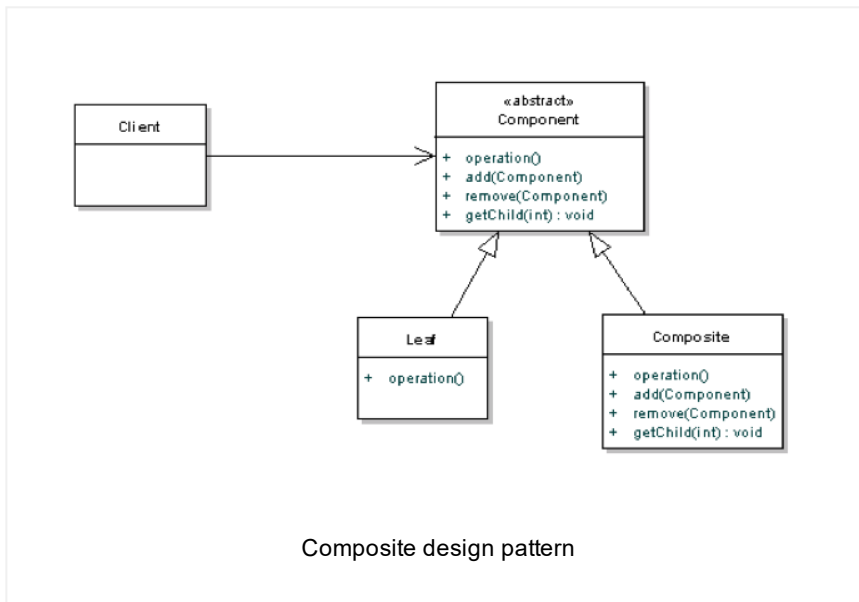 Client
«abstract»
Component
+ operation()
+ add(Component)
+ remove(Component)
+ getChild(int) : void
Leaf
+ operation()
Composite
+ operation()
+ add(Component)
+ remove(Component)
+ getChild(int) : void
Composite design pattern